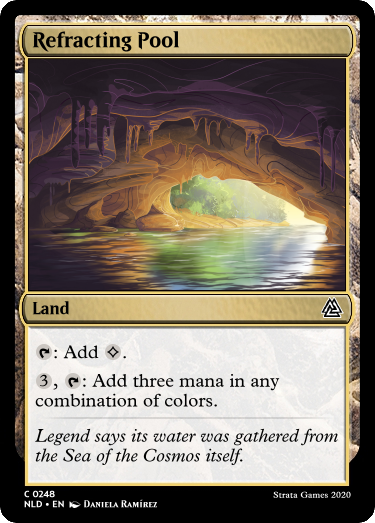 Refracting Pool
Land
: Add .
3, : Add three mana in any
combination of colors.
Legend says its water was gathered from
the Sea of the Cosmos itself.
C 0248
NLD • EN Daniela Ramírez
Strata Games 2020